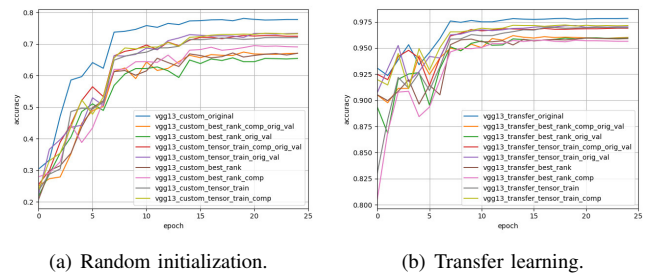 0.8
0.7
0.6
0.5
0.4
0.3
0.2
accuracy
0
5
10
15
20
25
epoch
vgg13_custom_original
vgg13_custom_best_rank_comp_orig_val
vgg13_custom_best_rank_orig_val
vgg13_custom_tensor_train_comp_orig_val
vgg13_custom_tensor_train_orig_val
vgg13_custom_best_rank
vgg13_custom_best_rank_comp
vgg13_custom_tensor_train
vgg13_custom_tensor_train_comp
(a) Random initialization.
0.975
0.950
0.925
0.900
0.875
0.850
0.825
0.800
accuracy
0
5
10
15
20
25
epoch
vgg13_transfer_original
vgg13_transfer_best_rank_comp_orig_val
vgg13_transfer_best_rank_orig_val
vgg13_transfer_tensor_train_comp_orig_val
vgg13_transfer_tensor_train_orig_val
vgg13_transfer_best_rank
vgg13_transfer_best_rank_comp
vgg13_transfer_tensor_train
vgg13_transfer_tensor_train_comp
(b) Transfer learning.